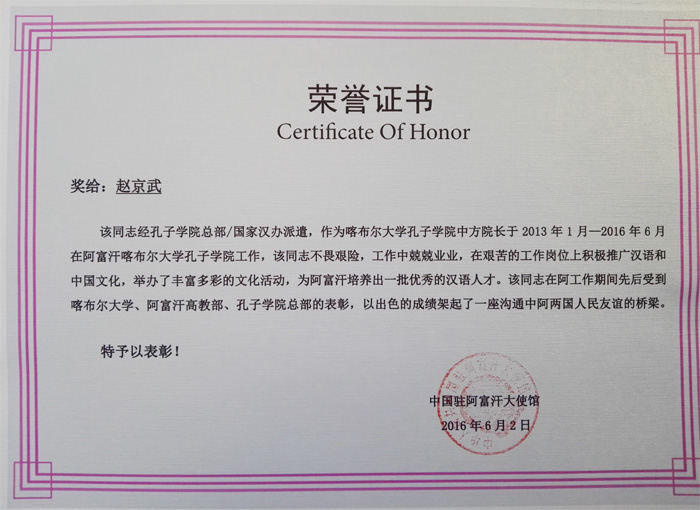 荣誉证书
Certificate Of Honor
奖给：赵京武
该同志经孔子学院总部/国家汉办派遣，作为喀布尔大学孔子学院中方院长于 2013 年 1 月—2016 年 6 月
在阿富汗喀布尔大学孔子学院工作，该同志不畏艰险，工作中兢兢业业，在艰苦的工作岗位上积极推广汉语和
中国文化，举办了丰富多彩的文化活动，为阿富汗培养出一批优秀的汉语人才。该同志在阿工作期间先后受到
喀布尔大学、阿富汗高教部、孔子学院总部的表彰，以出色的成绩架起了一座沟通中阿两国人民友谊的桥梁。
特予以表彰！
中国驻阿富汗大使馆
2016 年 6 月 2 日